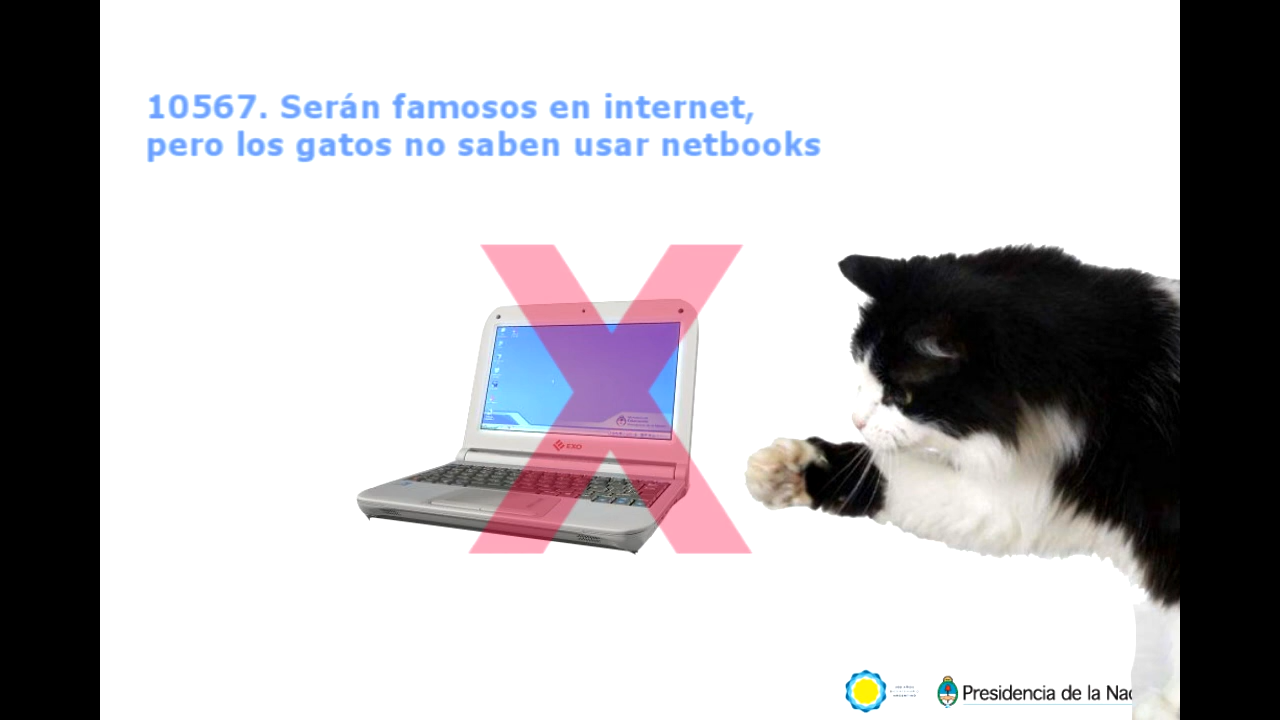 10567. Serán famosos en internet,
pero los gatos no saben usar netbooks
EXO
Presidencia de la Nac